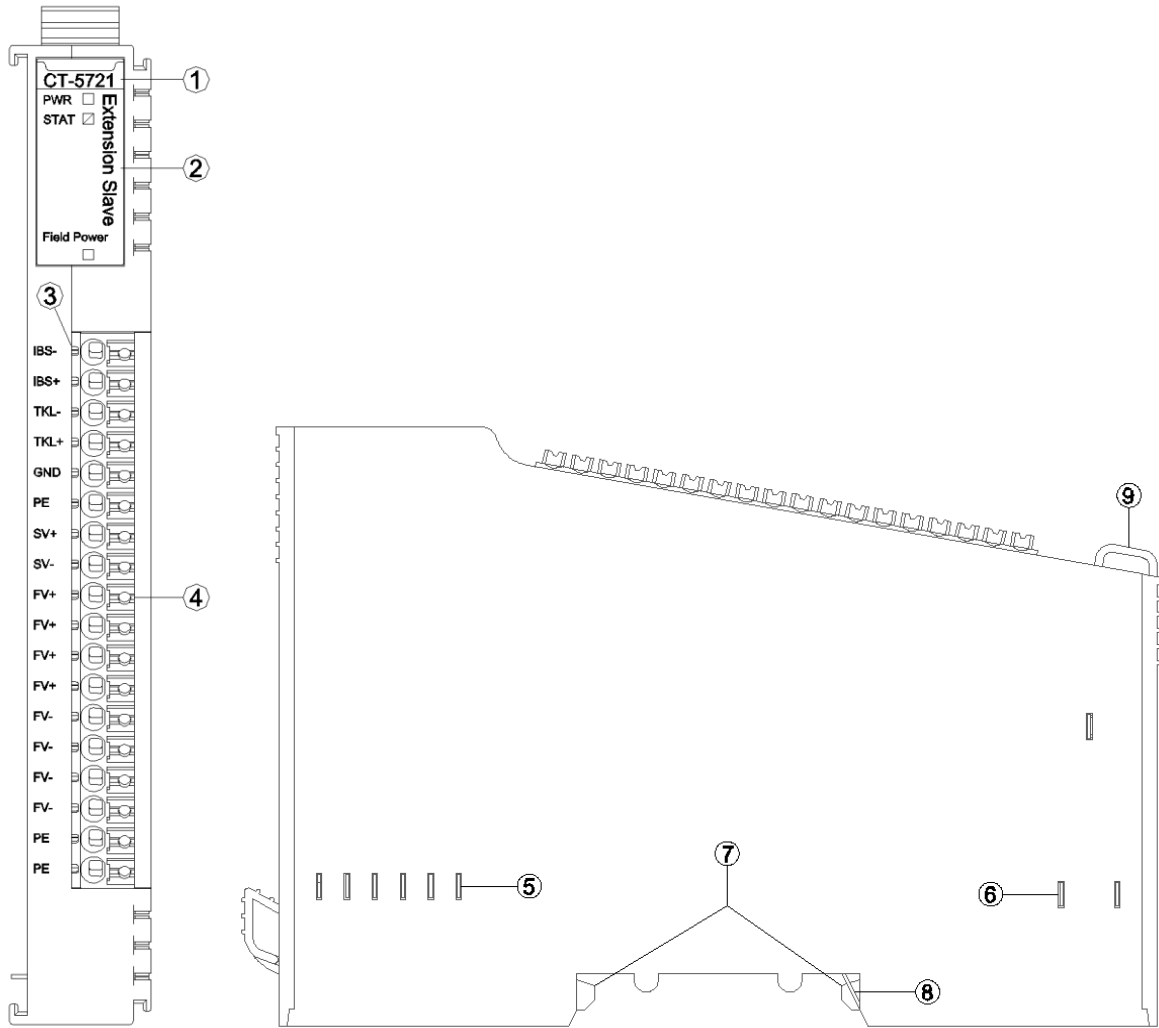 CT-5721
1
PWR
STAT
Extension Slave
2
Field Power
3
IBS-
IBS+
TKL-
TKL+
GND
PE
SV+
SV-
FV+
4
FV+
FV+
FV+
FV-
FV-
FV-
FV-
PE
PE
9
7
5
6
8